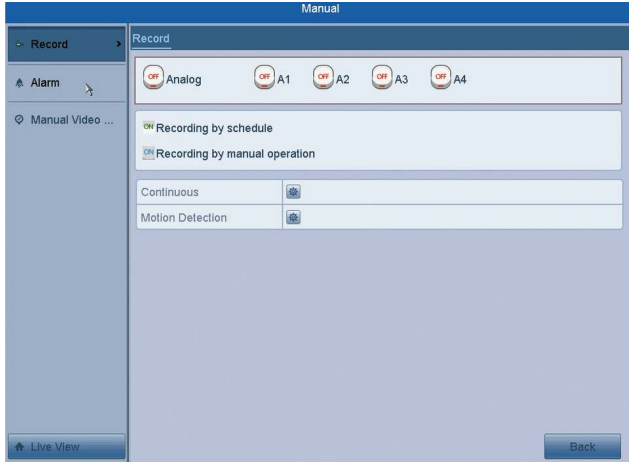 Manual
Record
Alarm
Manual Video ...
Live View
Record
OFF Analog OFF A1 OFF A2 OFF A3 OFF A4
ON Recording by schedule
ON Recording by manual operation
Continuous
Motion Detection
Back